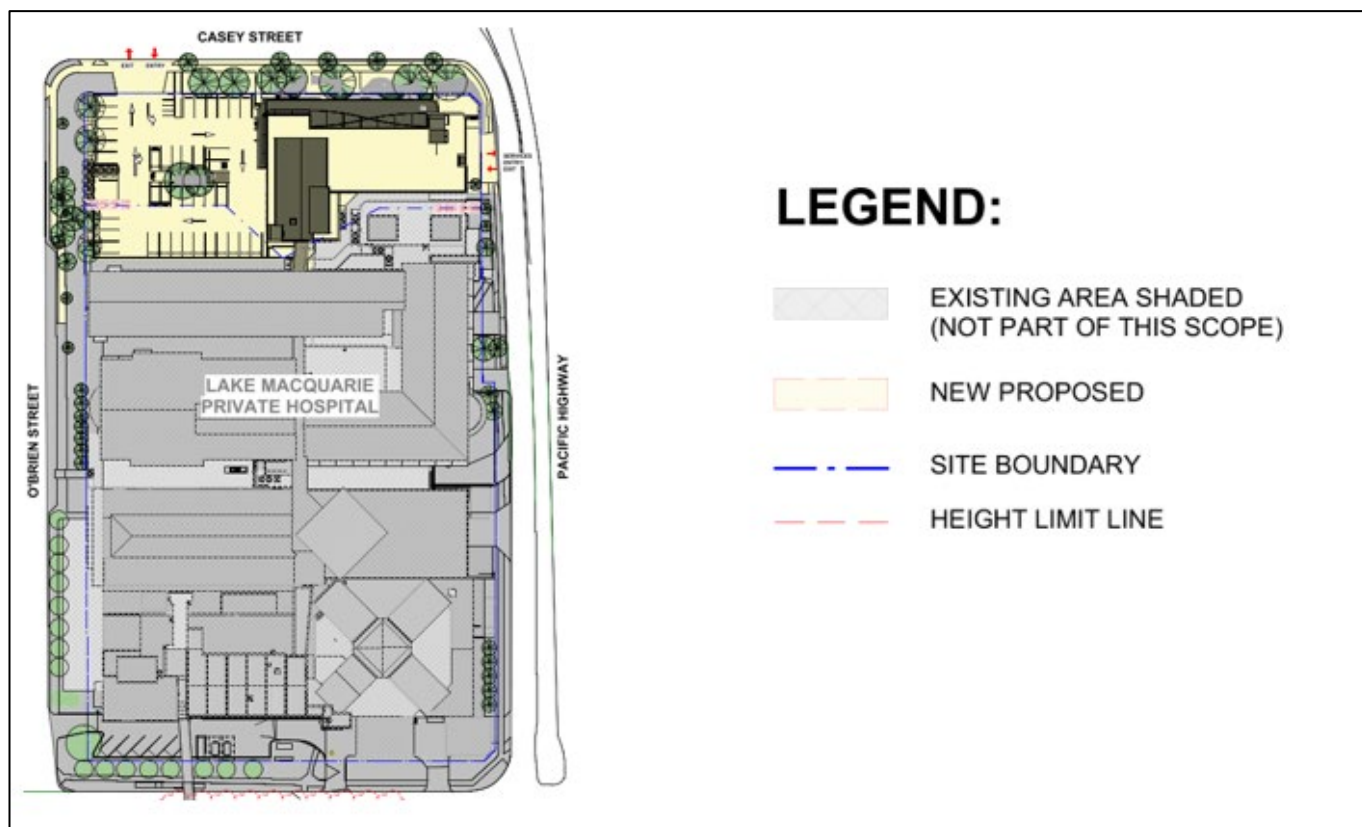 CASEY STREET
EXIT ENTRY
SERVICES
ENTRY
EXIT
LAKE MACQUARIE
PRIVATE HOSPITAL
O'BRIEN STREET
PACIFIC HIGHWAY
LEGEND:
EXISTING AREA SHADED
(NOT PART OF THIS SCOPE)
NEW PROPOSED
SITE BOUNDARY
HEIGHT LIMIT LINE